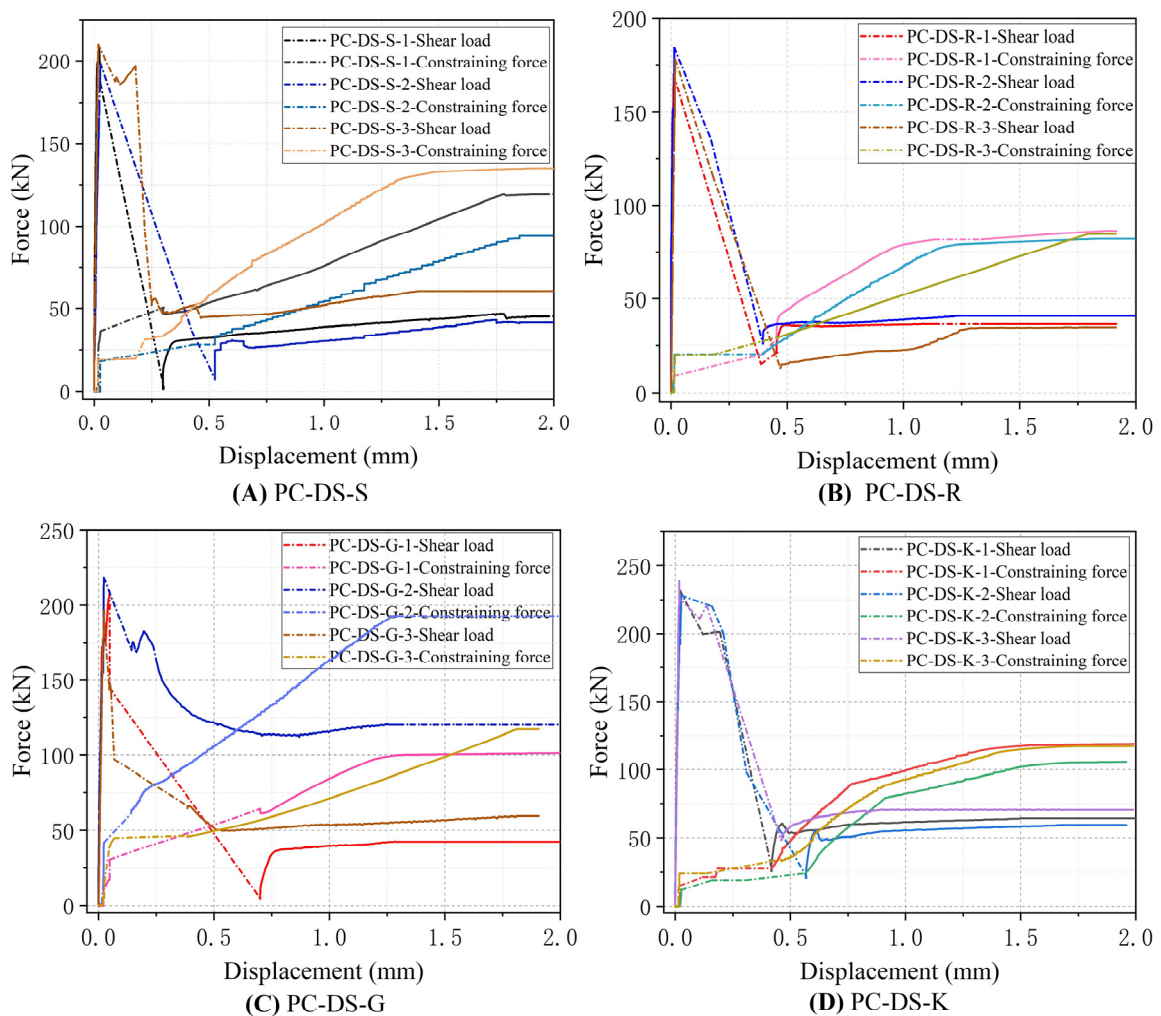 PC-DS-S-1-Shear load
PC-DS-S-1-Constraining force
PC-DS-S-2-Shear load
PC-DS-S-2-Constraining force
PC-DS-S-3-Shear load
PC-DS-S-3-Constraining force
200
150
100
50
0
Force (kN)
0.0 0.5 1.0 1.5 2.0
Displacement (mm)
(A) PC-DS-S
PC-DS-R-1-Shear load
PC-DS-R-1-Constraining force
PC-DS-R-2-Shear load
PC-DS-R-2-Constraining force
PC-DS-R-3-Shear load
PC-DS-R-3-Constraining force
200
150
100
50
0
Force (kN)
0.0 0.5 1.0 1.5 2.0
Displacement (mm)
(B) PC-DS-R
PC-DS-G-1-Shear load
PC-DS-G-1-Constraining force
PC-DS-G-2-Shear load
PC-DS-G-2-Constraining force
PC-DS-G-3-Shear load
PC-DS-G-3-Constraining force
250
200
150
100
50
0
Force (kN)
0.0 0.5 1.0 1.5 2.0
Displacement (mm)
(C) PC-DS-G
PC-DS-K-1-Shear load
PC-DS-K-1-Constraining force
PC-DS-K-2-Shear load
PC-DS-K-2-Constraining force
PC-DS-K-3-Shear load
PC-DS-K-3-Constraining force
250
200
150
100
50
0
Force (kN)
0.0 0.5 1.0 1.5 2.0
Displacement (mm)
(D) PC-DS-K